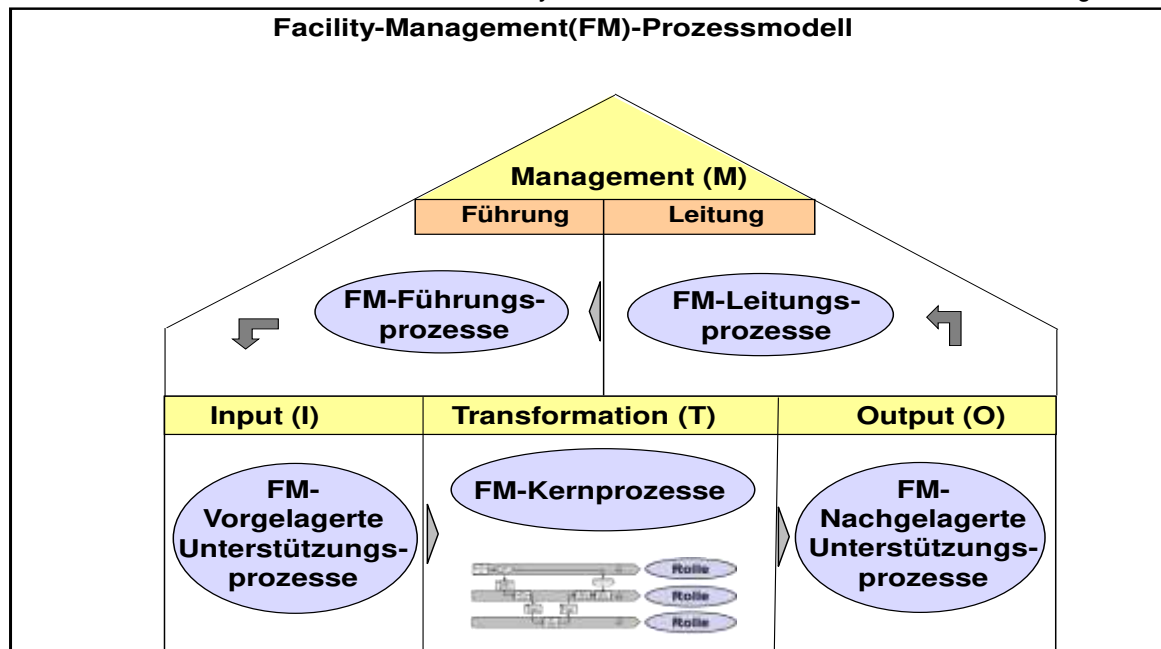 Facility-Management(FM)-Prozessmodell
Management (M)
Führung Leitung
FM-Führungs-
prozesse
FM-Leitungs-
prozesse
Input (I) Transformation (T) Output (O)
FM-
Vorgelagerte
Unterstützungs-
prozesse
FM-Kernprozesse
FM-
Nachgelagerte
Unterstützungs-
prozesse
Rolle
Rolle
Rolle